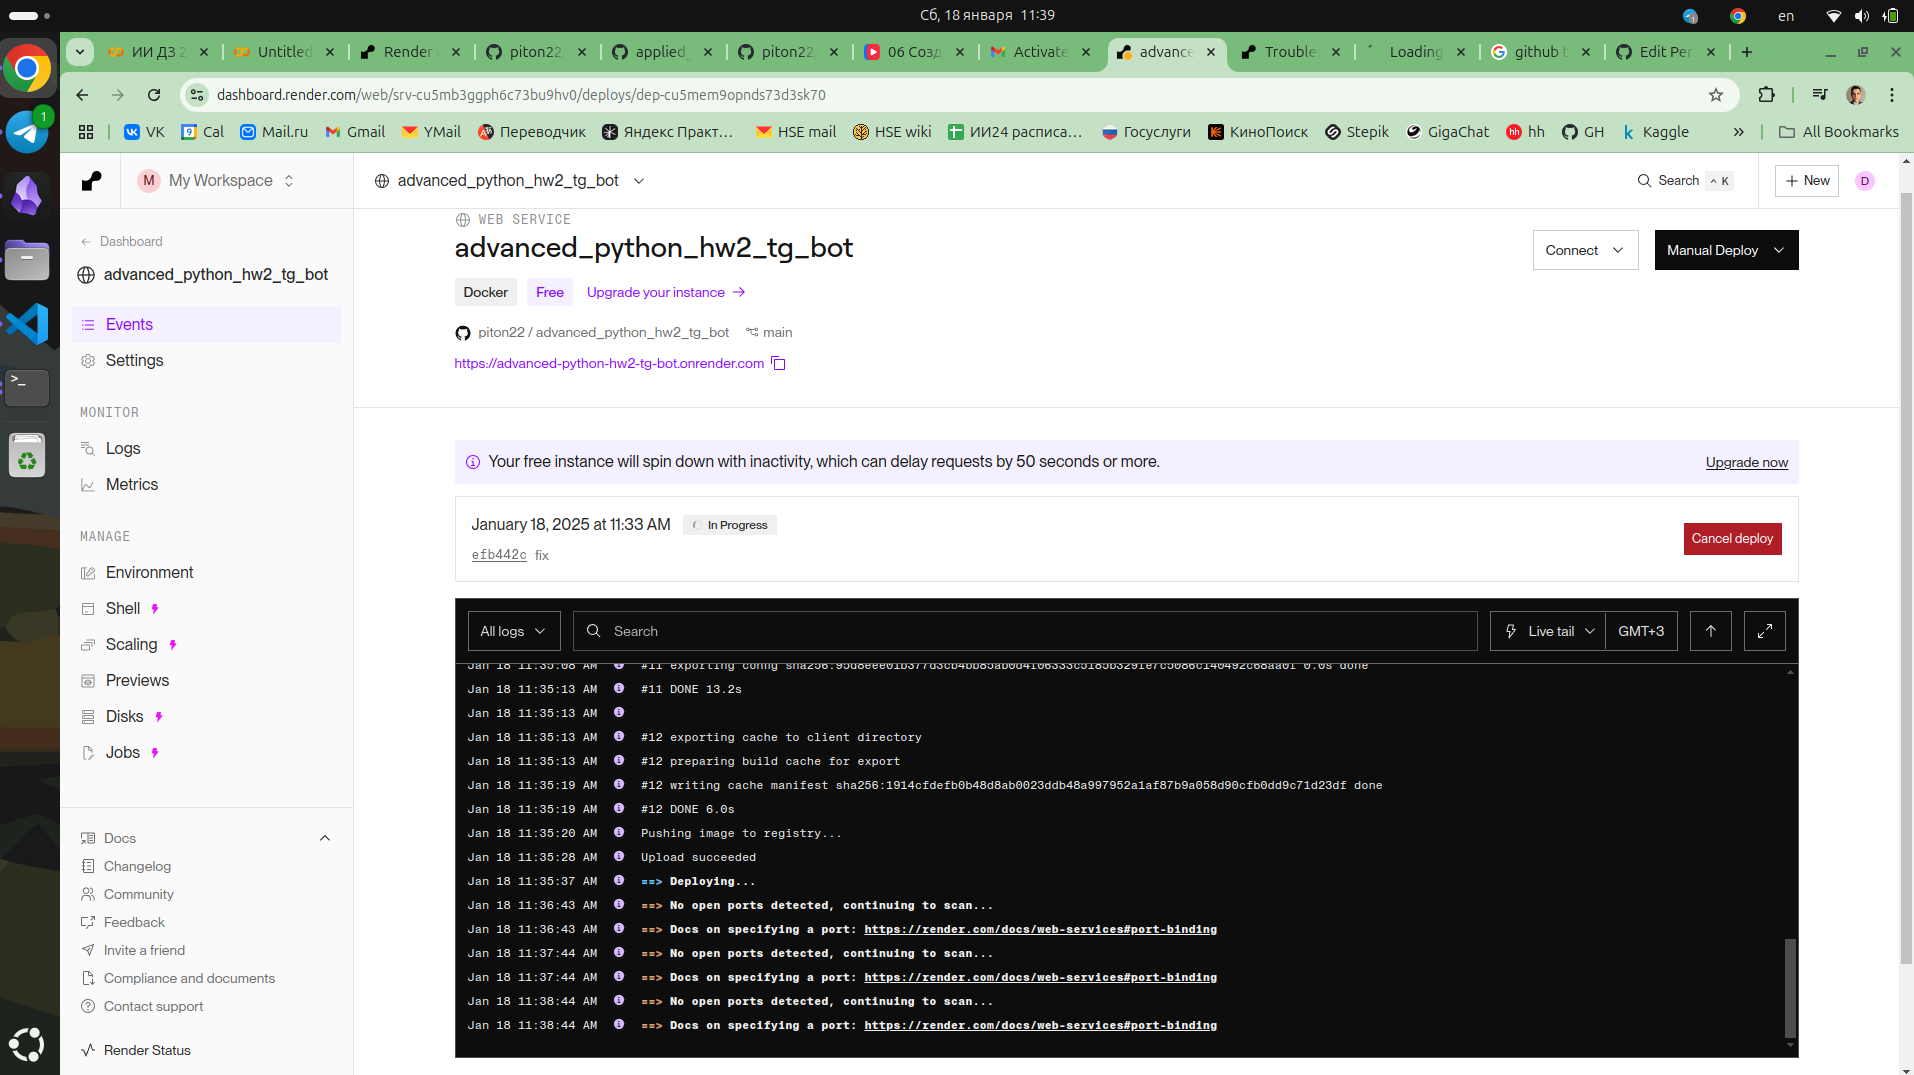 Сб, 18 января 11:39
en
ИИ ДЗ 2
Untitled
Render
piton22
applied_
piton22
06 Созд
Activate
advanc
Trouble
Loading
github t
Edit Per
dashboard.render.com/web/srv-cu5mb3ggph6c73bu9hv0/deploys/dep-cu5mem9opnds73d3sk70
VK
Cal
Mail.ru
Gmail
YMail
Переводчик
Яндекс Практ...
HSE mail
HSE wiki
ИИ24 расписа...
Госуслуги
КиноПоиск
Stepik
GigaChat
hh
GH
Kaggle
All Bookmarks
M My Workspace
advanced_python_hw2_tg_bot
Search
K
+ New
D
Dashboard
advanced_python_hw2_tg_bot
Events
Settings
MONITOR
Logs
Metrics
MANAGE
Environment
Shell
Scaling
Previews
Disks
Jobs
Docs
Changelog
Community
Feedback
Invite a friend
Compliance and documents
Contact support
Render Status
WEB SERVICE
advanced_python_hw2_tg_bot
Connect
Manual Deploy
Docker
Free
Upgrade your instance
piton22 / advanced_python_hw2_tg_bot
main
https://advanced-python-hw2-tg-bot.onrender.com
Your free instance will spin down with inactivity, which can delay requests by 50 seconds or more.
Upgrade now
January 18, 2025 at 11:33 AM
In Progress
efb442c fix
Cancel deploy
All logs
Search
Live tail
GMT+3
Jan 18 11:35:08 AM #11 exporting config
Jan 18 11:35:13 AM #11 DONE 13.2s
Jan 18 11:35:13 AM
Jan 18 11:35:13 AM #12 exporting cache to client directory
Jan 18 11:35:13 AM #12 preparing build cache for export
Jan 18 11:35:19 AM #12 writing cache manifest sha256:1914cfdefb0b48d8ab0023ddb48a997952a1af87b9a058d90cfb0dd9c71d23df done
Jan 18 11:35:19 AM #12 DONE 6.0s
Jan 18 11:35:20 AM Pushing image to registry...
Jan 18 11:35:28 AM Upload succeeded
Jan 18 11:35:37 AM ==> Deploying...
Jan 18 11:36:43 AM ==> No open ports detected, continuing to scan...
Jan 18 11:36:43 AM ==> Docs on specifying a port: https://render.com/docs/web-services#port-binding
Jan 18 11:37:44 AM ==> No open ports detected, continuing to scan...
Jan 18 11:37:44 AM ==> Docs on specifying a port: https://render.com/docs/web-services#port-binding
Jan 18 11:38:44 AM ==> No open ports detected, continuing to scan...
Jan 18 11:38:44 AM ==> Docs on specifying a port: https://render.com/docs/web-services#port-binding